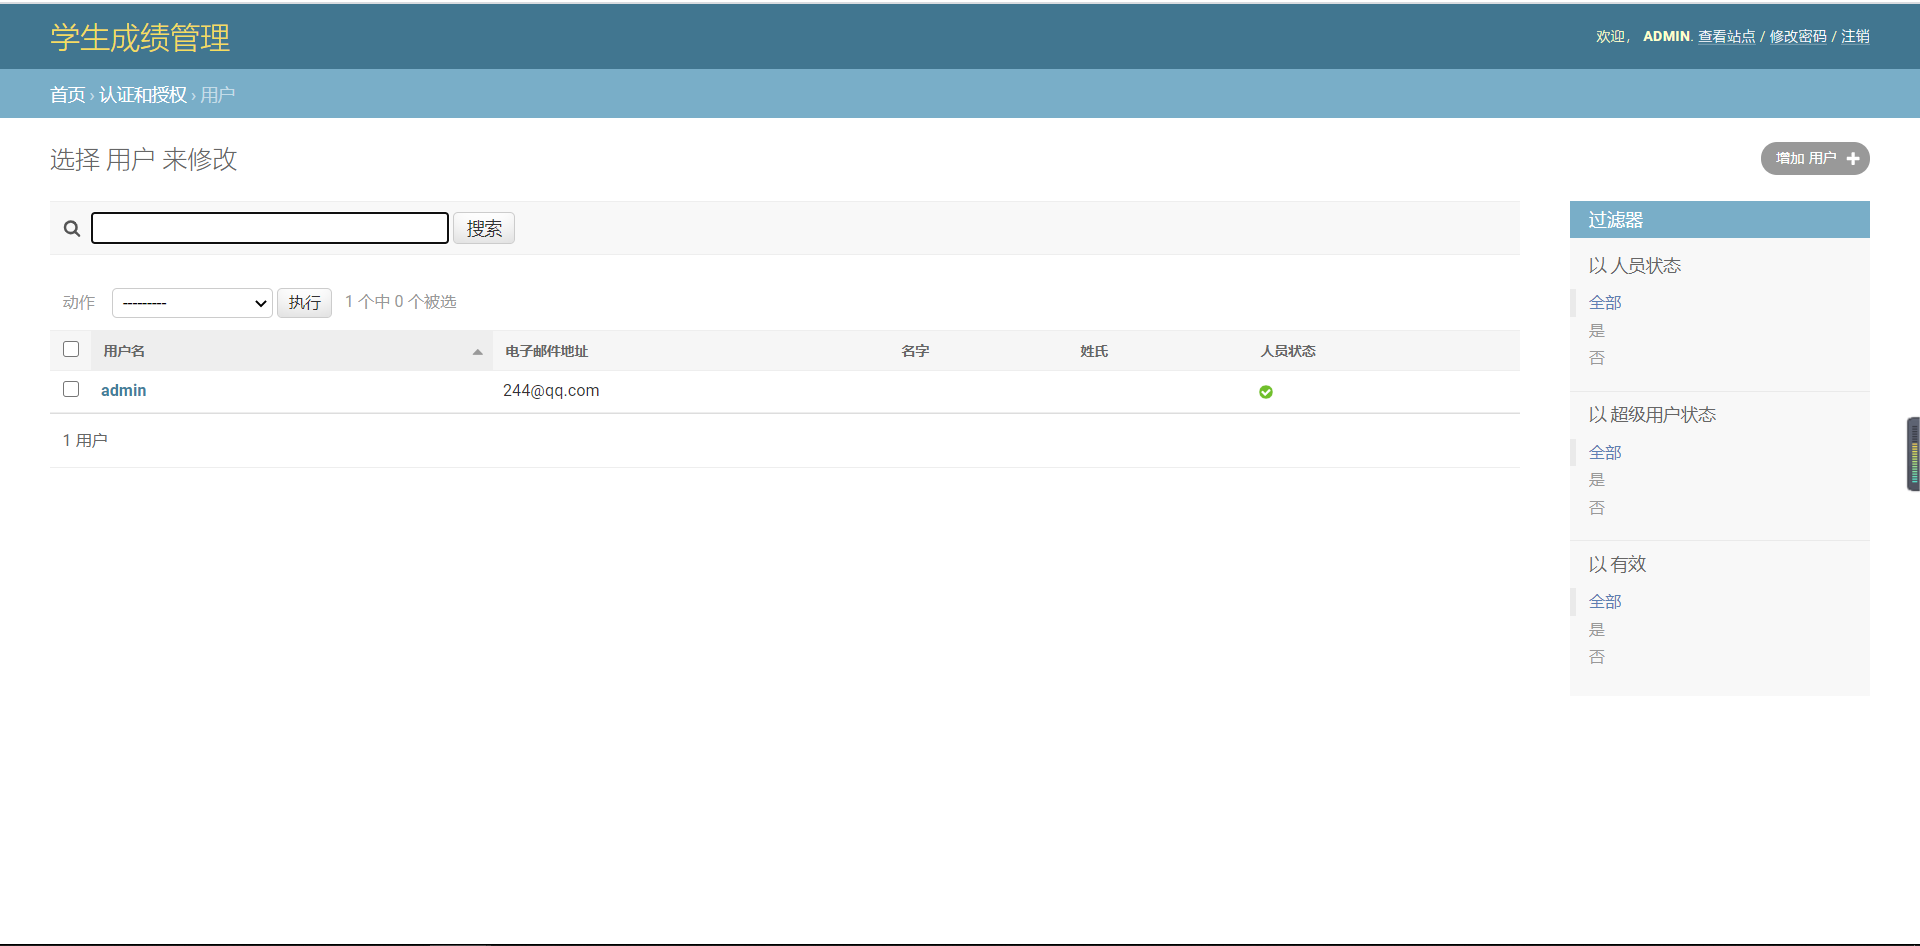 学生成绩管理
欢迎， ADMIN. 查看站点 / 修改密码 / 注销
首页 › 认证和授权 › 用户
选择 用户 来修改
增加 用户
搜索
动作 --------- 执行 1 个中 0 个被选
用户名 电子邮件地址 名字 姓氏 人员状态
admin 244@qq.com
1 用户
过滤器
以 人员状态
全部
是
否
以 超级用户状态
全部
是
否
以 有效
全部
是
否